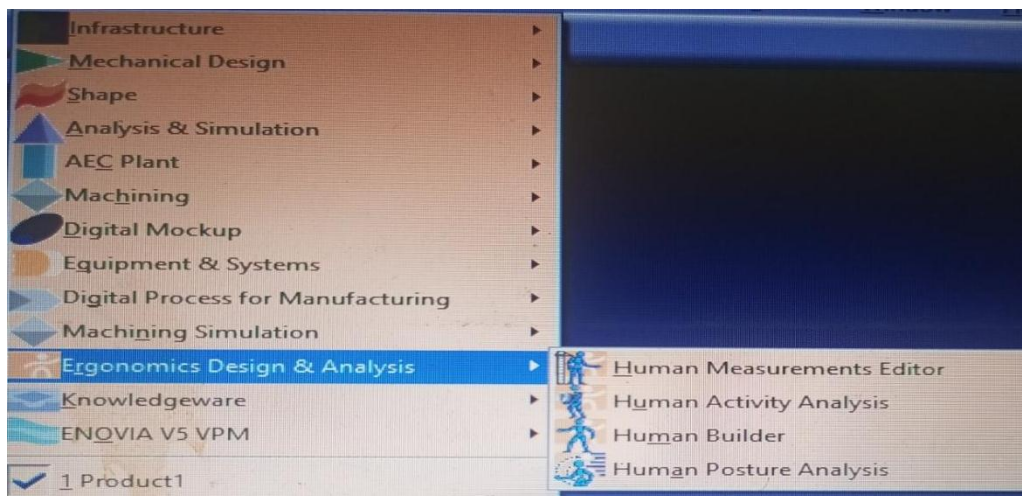 Infrastructure
Mechanical Design
Shape
Analysis & Simulation
AEC Plant
Machining
Digital Mockup
Equipment & Systems
Digital Process for Manufacturing
Machining Simulation
Ergonomics Design & Analysis
Human Measurements Editor
Human Activity Analysis
Human Builder
Human Posture Analysis
Knowledgeware
ENOVIA V5 VPM
1 Product1